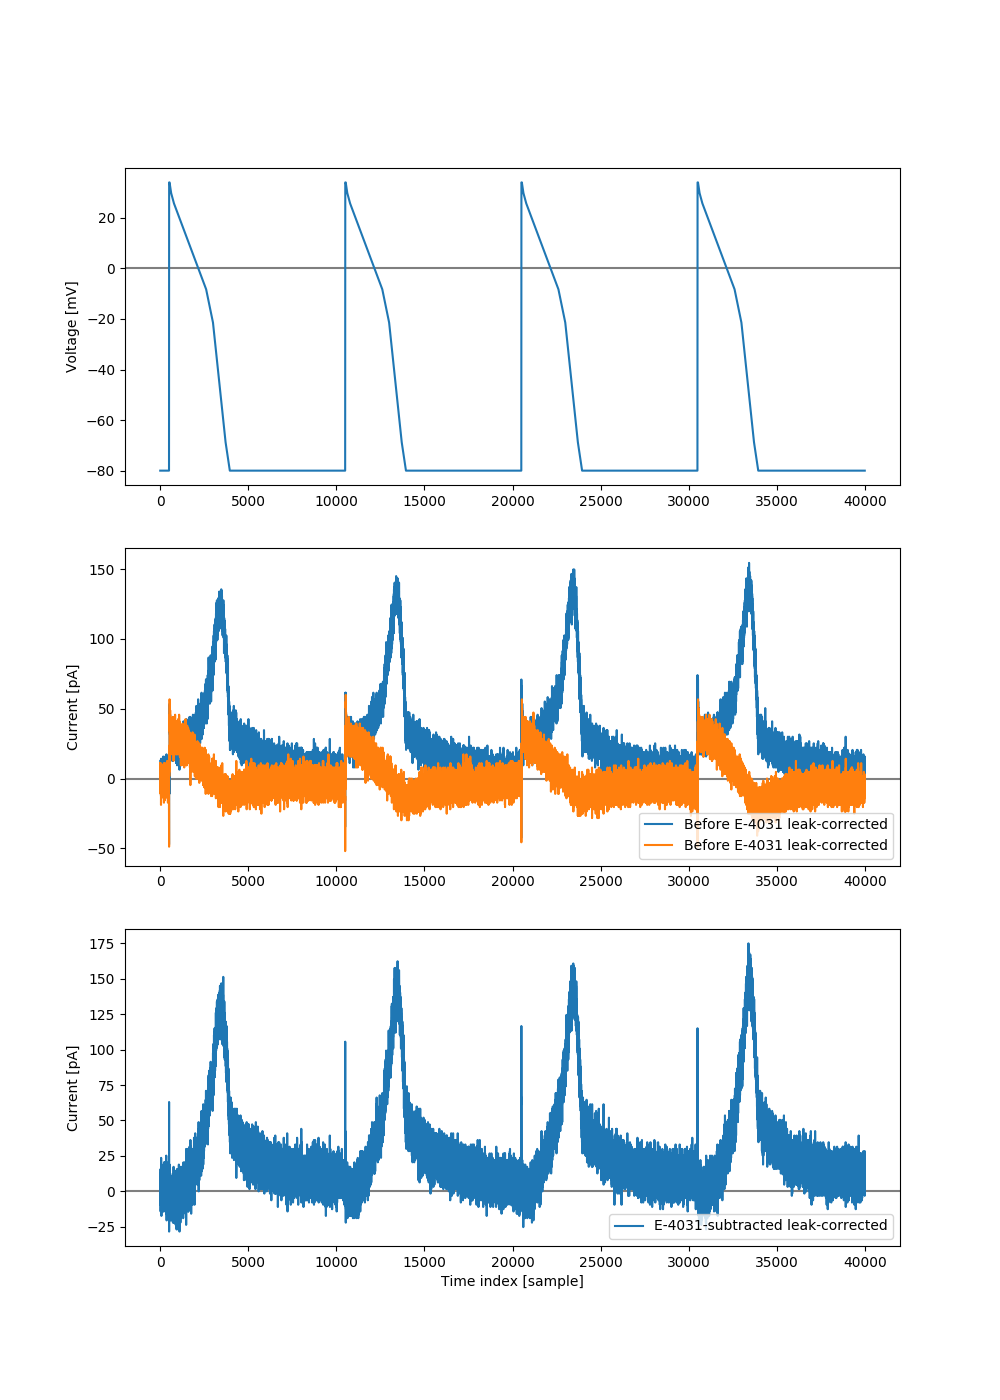 20
0
−20
−40
−60
−80
Voltage [mV]
0 5000 10000 15000 20000 25000 30000 35000 40000
150
100
50
0
−50
Current [pA]
Before E-4031 leak-corrected
Before E-4031 leak-corrected
0 5000 10000 15000 20000 25000 30000 35000 40000
175
150
125
100
75
50
25
0
−25
Current [pA]
E-4031-subtracted leak-corrected
0 5000 10000 15000 20000 25000 30000 35000 40000
Time index [sample]